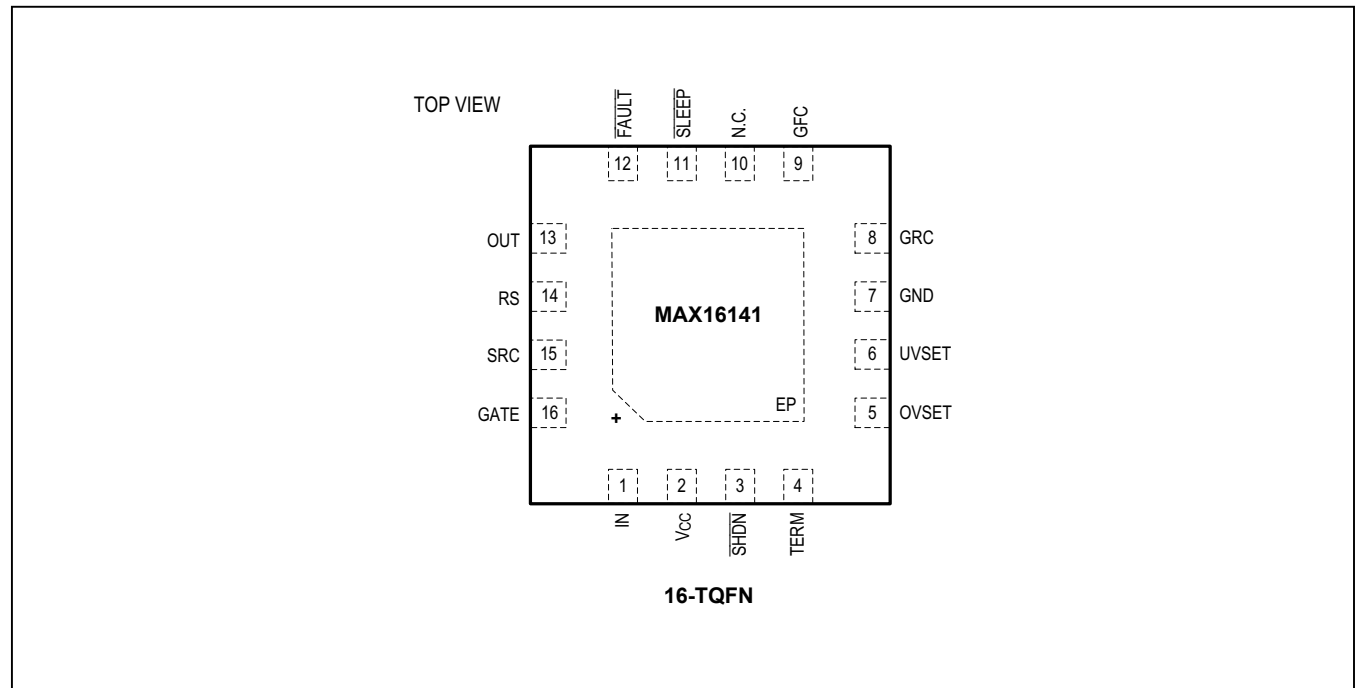 TOP VIEW
FAULT
SLEEP
N.C.
GFC
12
11
10
9
OUT
13
8
GRC
RS
14
7
GND
MAX16141
SRC
15
6
UVSET
GATE
16
+
EP
5
OVSET
1
2
3
4
IN
VCC
SHDN
TERM
16-TQFN